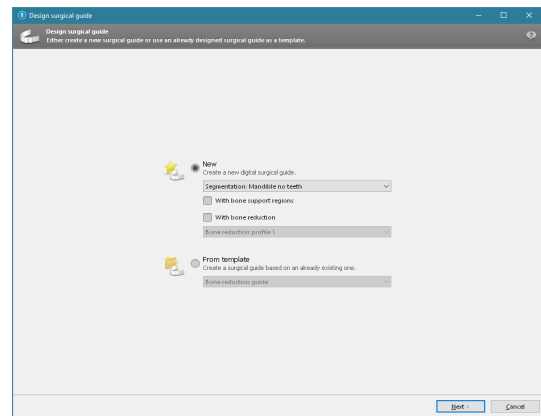 Design surgical guide
Design surgical guide
Either create a new surgical guide or use an already designed surgical guide as a template.
New
Create a new digital surgical guide.
Segmentation: Mandible no teeth
With bone support regions
With bone reduction
Bone reduction profile 1
From template
Create a surgical guide based on an already existing one.
Bone reduction guide
Next >
Cancel